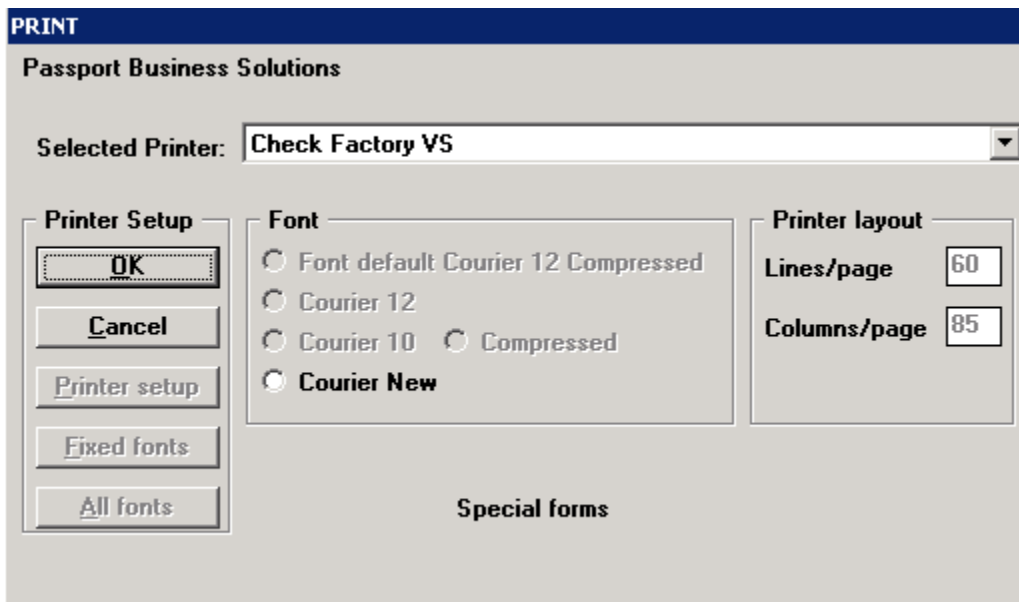 PRINT
Passport Business Solutions
Selected Printer: Check Factory VS
Printer Setup
OK
Cancel
Printer setup
Fixed fonts
All fonts
Font
Font default Courier 12 Compressed
Courier 12
Courier 10 Compressed
Courier New
Printer layout
Lines/page 60
Columns/page 85
Special forms